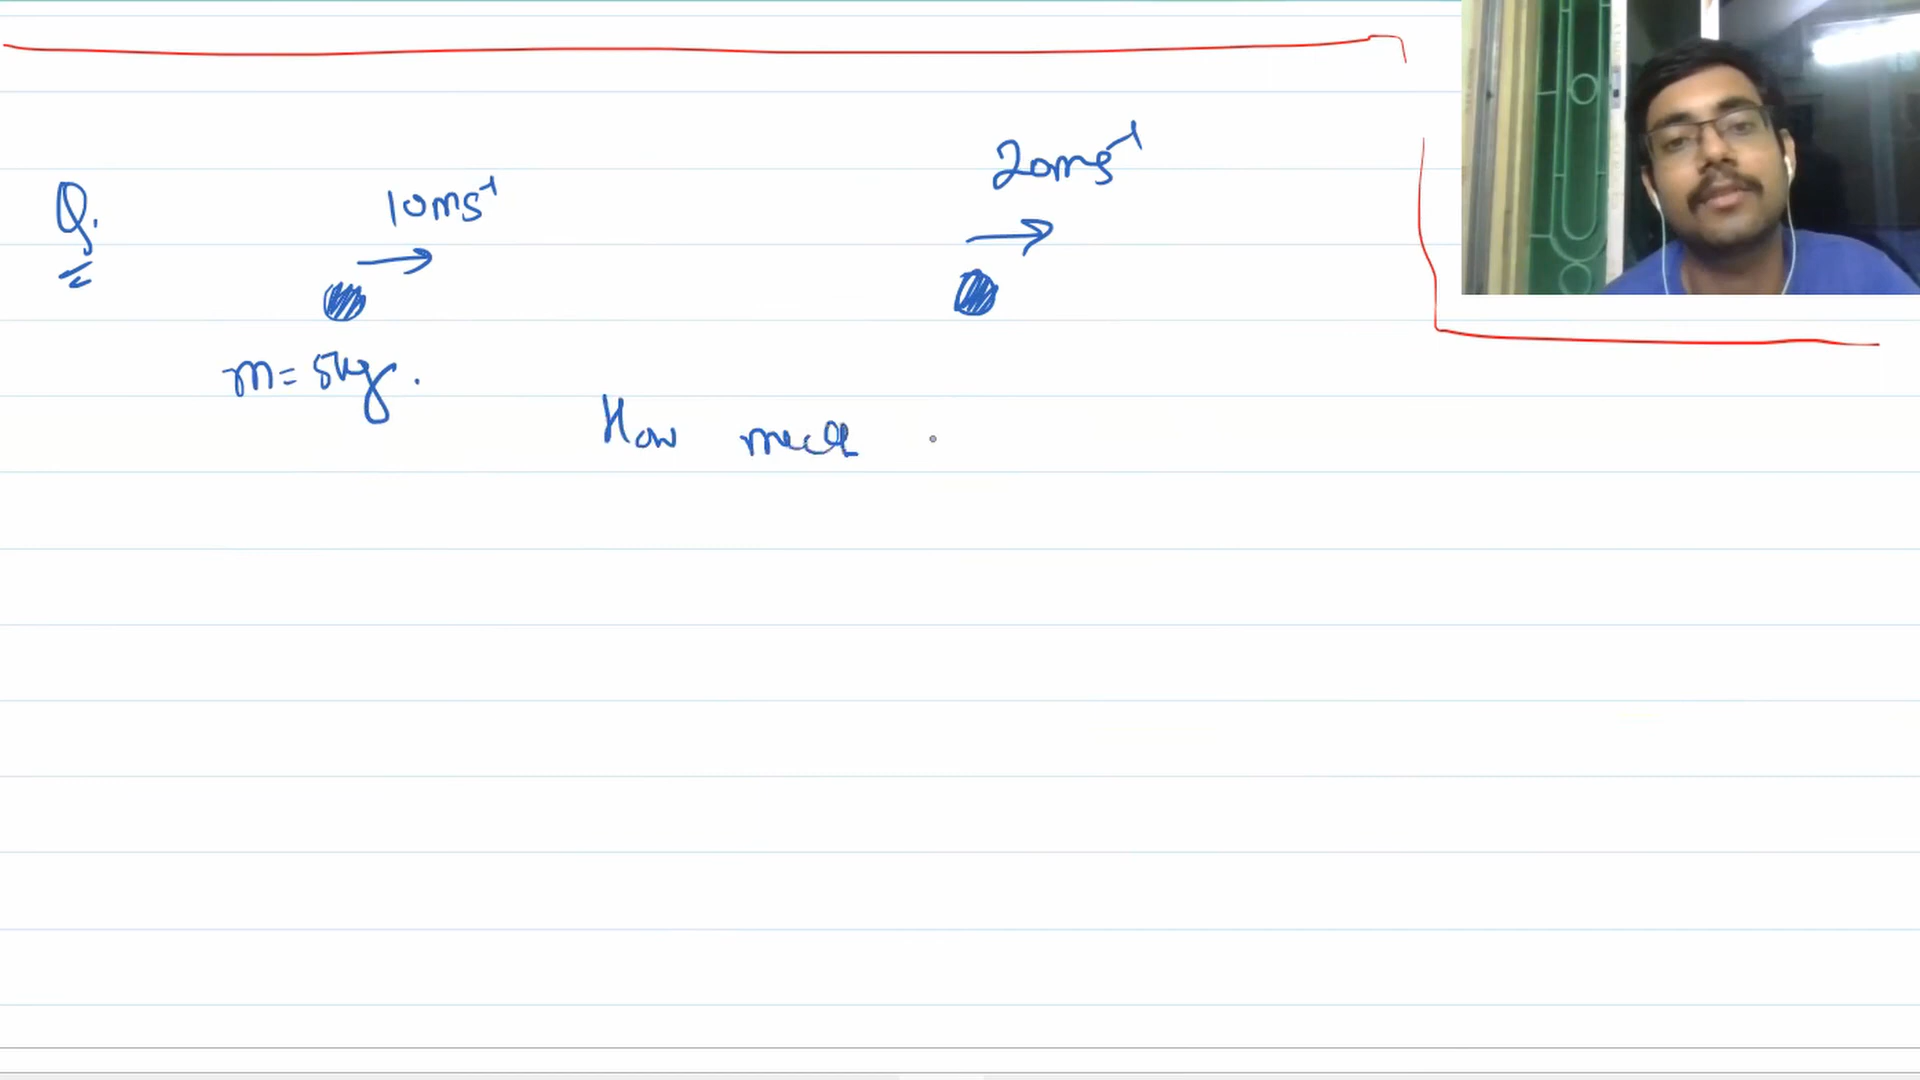 Q. 10ms⁻¹ 20ms⁻¹
m = 5kg.
How much